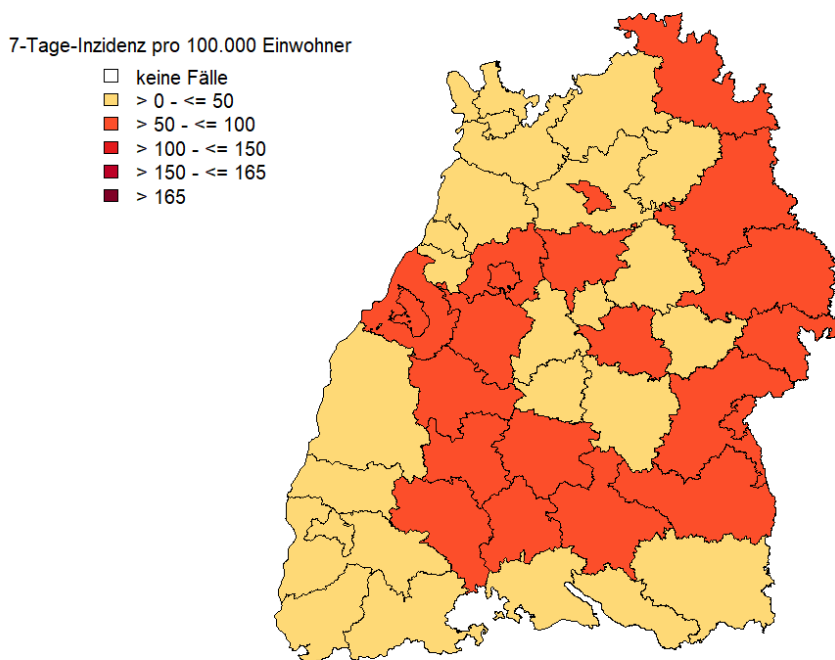 7-Tage-Inzidenz pro 100.000 Einwohner
keine Fälle
> 0 - <= 50
> 50 - <= 100
> 100 - <= 150
> 150 - <= 165
> 165